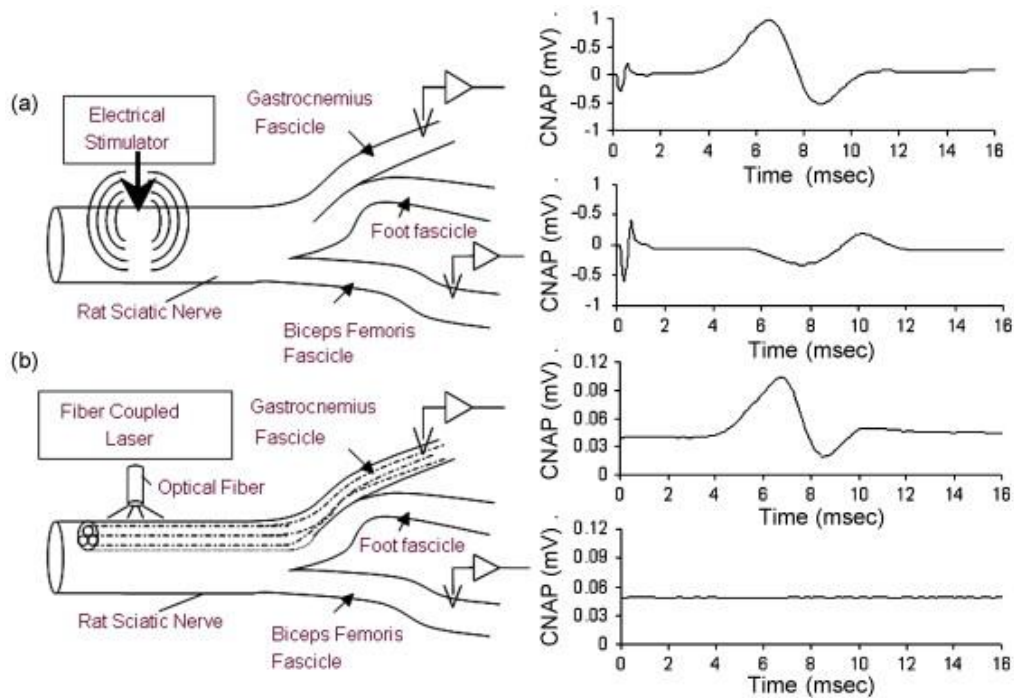 (a)
Electrical
Stimulator
Gastrocnemius
Fascicle
Foot fascicle
Rat Sciatic Nerve
Biceps Femoris
Fascicle
CNAP (mV) .
1
-0.5
0
-0.5
-1
0 2 4 6 8 10 12 14 16
Time (msec)
CNAP (mV) .
1
-0.5
0
-0.5
-1
0 2 4 6 8 10 12 14 16
Time (msec)
(b)
Fiber Coupled
Laser
Optical Fiber
Gastrocnemius
Fascicle
Foot fascicle
Rat Sciatic Nerve
Biceps Femoris
Fascicle
CNAP (mV) .
0.12
0.09
0.06
0.03
0
0 2 4 6 8 10 12 14 16
Time (msec)
CNAP (mV) .
0.12
0.09
0.06
0.03
0
0 2 4 6 8 10 12 14 16
Time (msec)